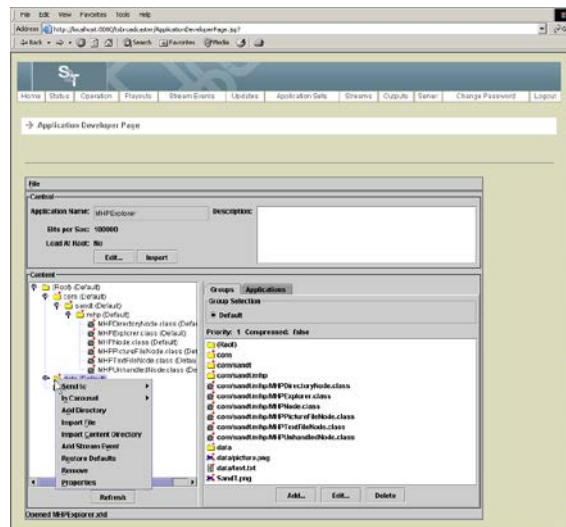 File Edit View Favorites Tools Help
Address http://localhost:8080/tsbroadcaster/ApplicationDeveloperPage.jsp?
Back Search Favorites Media
S&T
Home Status Operation Playouts Stream Events Updates Application Sets Streams Outputs Server Change Password Logout
Application Developer Page
File
Control
Application Name: MHPExplorer Description:
Bits per Sec: 100000
Load At Root: No
Edit... Import
Content
(Root) (Default)
com (Default)
sandt (Default)
mhp (Default)
MHPDirectoryNode.class (Defa
MHPExplorer.class (Default)
MHPNode.class (Default)
MHPPictureFileNode.class (Def
MHPTextFileNode.class (Defau
MHPUnhandledNode.class (De
data (Default)
Send to
In Carousel
Add Directory
Import File
Import Content Directory
Add Stream Event
Restore Defaults
Remove
Properties
Refresh
Groups Applications
Group Selection
Default
Priority: 1 Compressed: false
(Root)
com
com/sandt
com/sandt/mhp
com/sandt/mhp/MHPDirectoryNode.class
com/sandt/mhp/MHPExplorer.class
com/sandt/mhp/MHPNode.class
com/sandt/mhp/MHPPictureFileNode.class
com/sandt/mhp/MHPTextFileNode.class
com/sandt/mhp/MHPUnhandledNode.class
data
data/picture.png
data/text.txt
SandT.png
Add... Edit... Delete
Opened MHPExplorer.xml